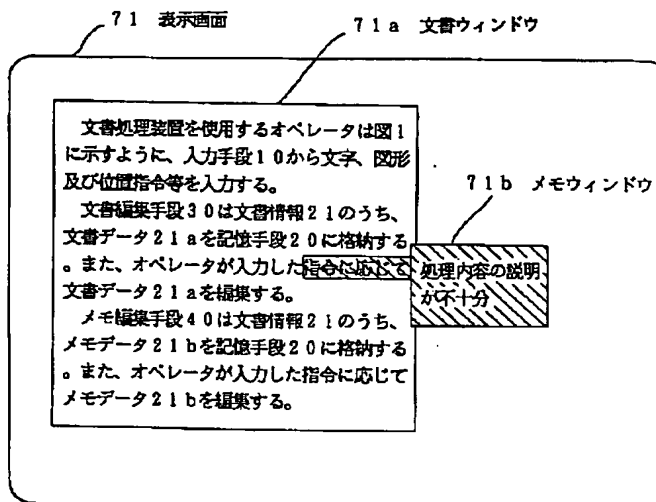 71 表示画面
71a 文書ウィンドウ
文書処理装置を使用するオペレータは図1
に示すように、入力手段10から文字、図形
及び位置指令等を入力する。
文書編集手段30は文書情報21のうち、
文書データ21aを記憶手段20に格納する
。また、オペレータが入力した指令に応じて
文書データ21aを編集する。
メモ編集手段40は文書情報21のうち、
メモデータ21bを記憶手段20に格納する
。また、オペレータが入力した指令に応じて
メモデータ21bを編集する。
71b メモウィンドウ
処理内容の説明
が不十分